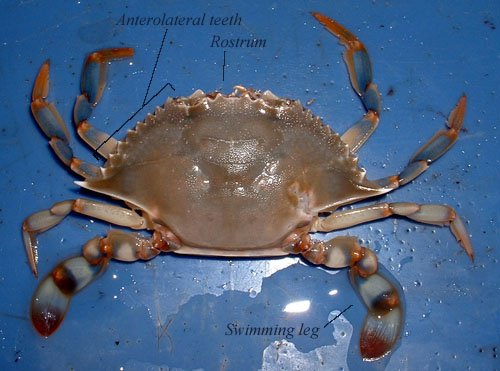 Anterolateral teeth
Rostrum
Swimming leg